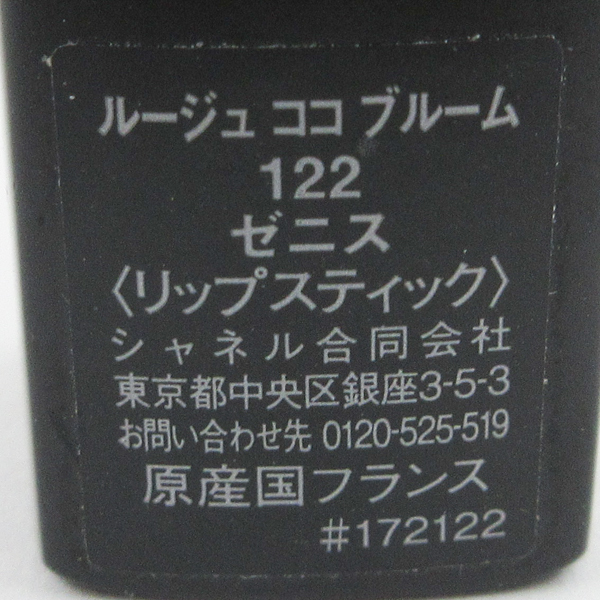 ルージュ ココ ブルーム
122
ゼニス
〈リップスティック〉
シャネル合同会社
東京都中央区銀座3-5-3
お問い合わせ先 0120-525-519
原産国フランス
#172122